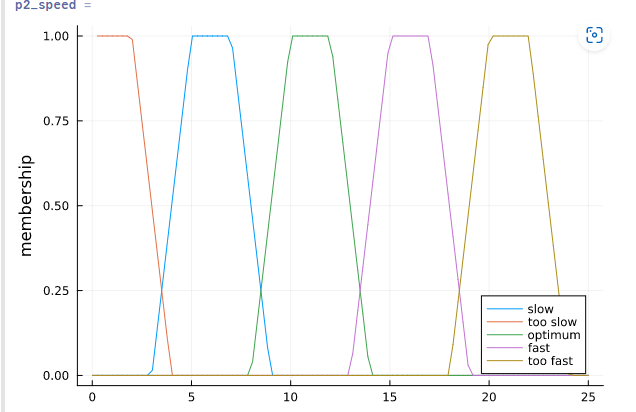 p2_speed =
1.00
0.75
0.50
0.25
0.00
membership
slow
too slow
optimum
fast
too fast
0 5 10 15 20 25